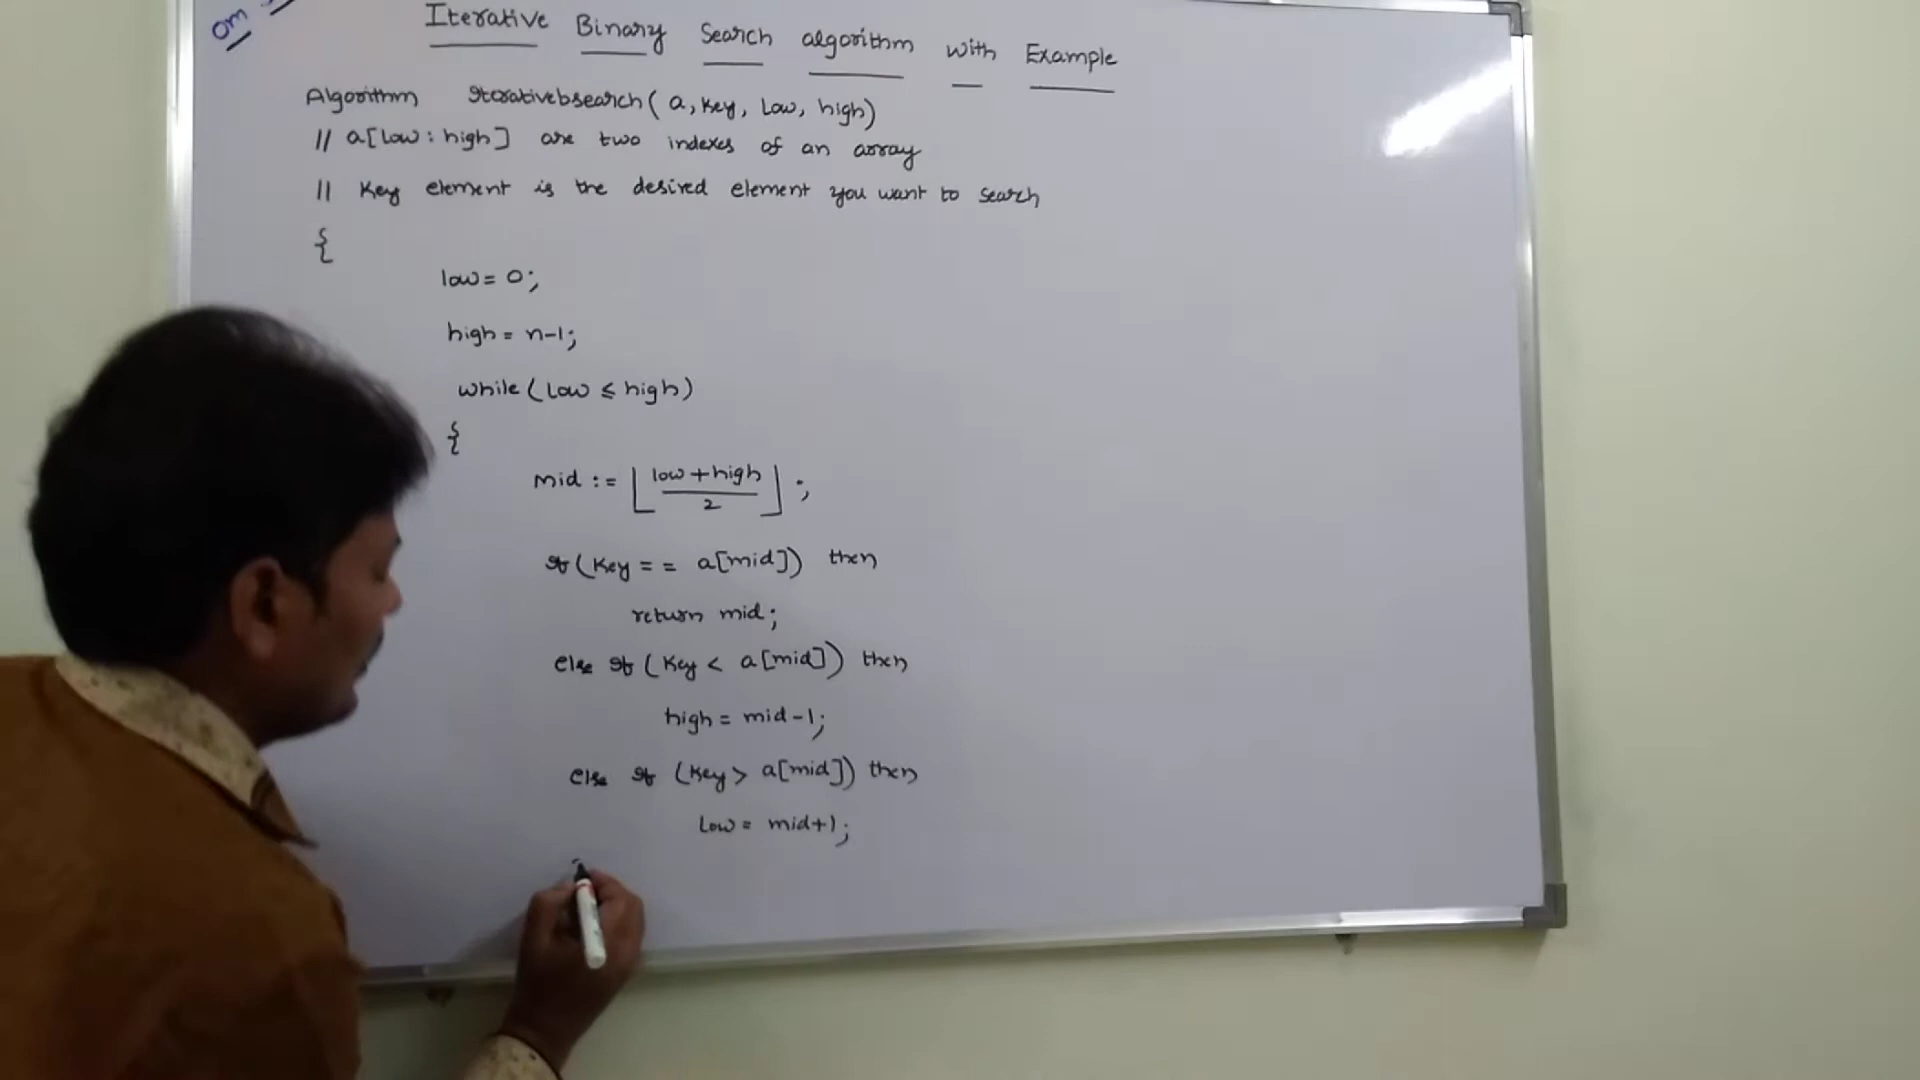 Om
Iterative Binary Search algorithm with Example
Algorithm Iterativebsearch( a, key, low, high)
// a[low : high] are two indexes of an array
// key element is the desired element you want to search
{
low = 0;
high = n-1;
while (low ≤ high)
{
mid := ⌊(low+high)/2⌋ ;
If (key == a[mid]) then
return mid;
Else If (key < a[mid]) then
high = mid-1;
Else If (key > a[mid]) then
low = mid+1;